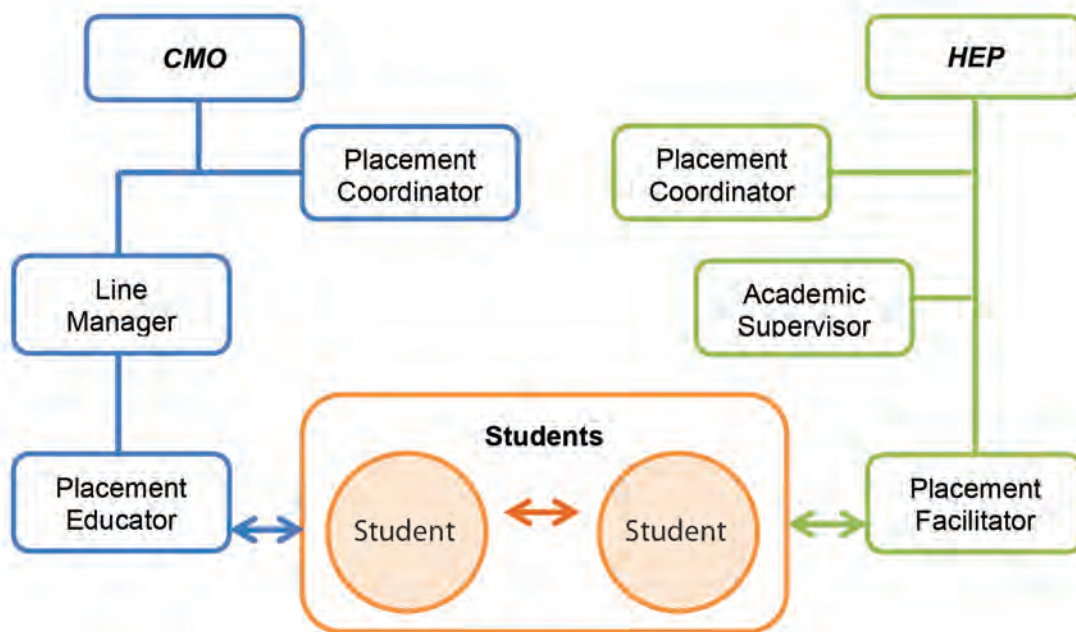 CMO
HEP
Placement
Coordinator
Placement
Coordinator
Line
Manager
Academic
Supervisor
Students
Placement
Educator
Student
Student
Placement
Facilitator